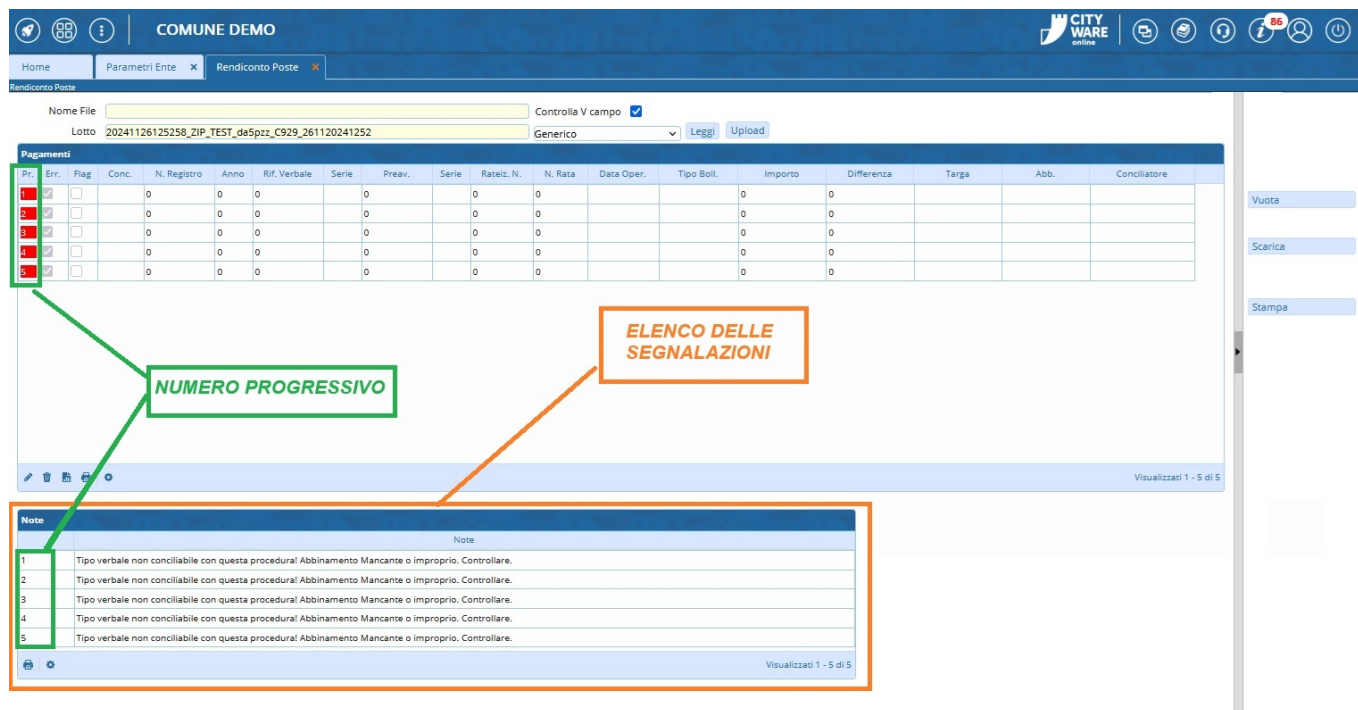 COMUNE DEMO
CITY
WARE
online
86
Home
Parametri Ente
Rendiconto Poste
Rendiconto Poste
Nome File
Controlla V campo
Lotto 20241126125258_ZIP_TEST_da5pzz_C929_261120241252 Generico Leggi Upload
Pagamenti
Pr. Err. Flag Conc. N. Registro Anno Rif. Verbale Serie Preav. Serie Rateiz. N. N. Rata Data Oper. Tipo Boll. Importo Differenza Targa Abb. Conciliatore
1 0 0 0 0 0 0 0 0
2 0 0 0 0 0 0 0 0
3 0 0 0 0 0 0 0 0
4 0 0 0 0 0 0 0 0
5 0 0 0 0 0 0 0 0
Vuota
Scarica
Stampa
ELENCO DELLE
SEGNALAZIONI
NUMERO PROGRESSIVO
Visualizzati 1 - 5 di 5
Note
Note
1 Tipo verbale non conciliabile con questa procedura! Abbinamento Mancante o improprio. Controllare.
2 Tipo verbale non conciliabile con questa procedura! Abbinamento Mancante o improprio. Controllare.
3 Tipo verbale non conciliabile con questa procedura! Abbinamento Mancante o improprio. Controllare.
4 Tipo verbale non conciliabile con questa procedura! Abbinamento Mancante o improprio. Controllare.
5 Tipo verbale non conciliabile con questa procedura! Abbinamento Mancante o improprio. Controllare.
Visualizzati 1 - 5 di 5